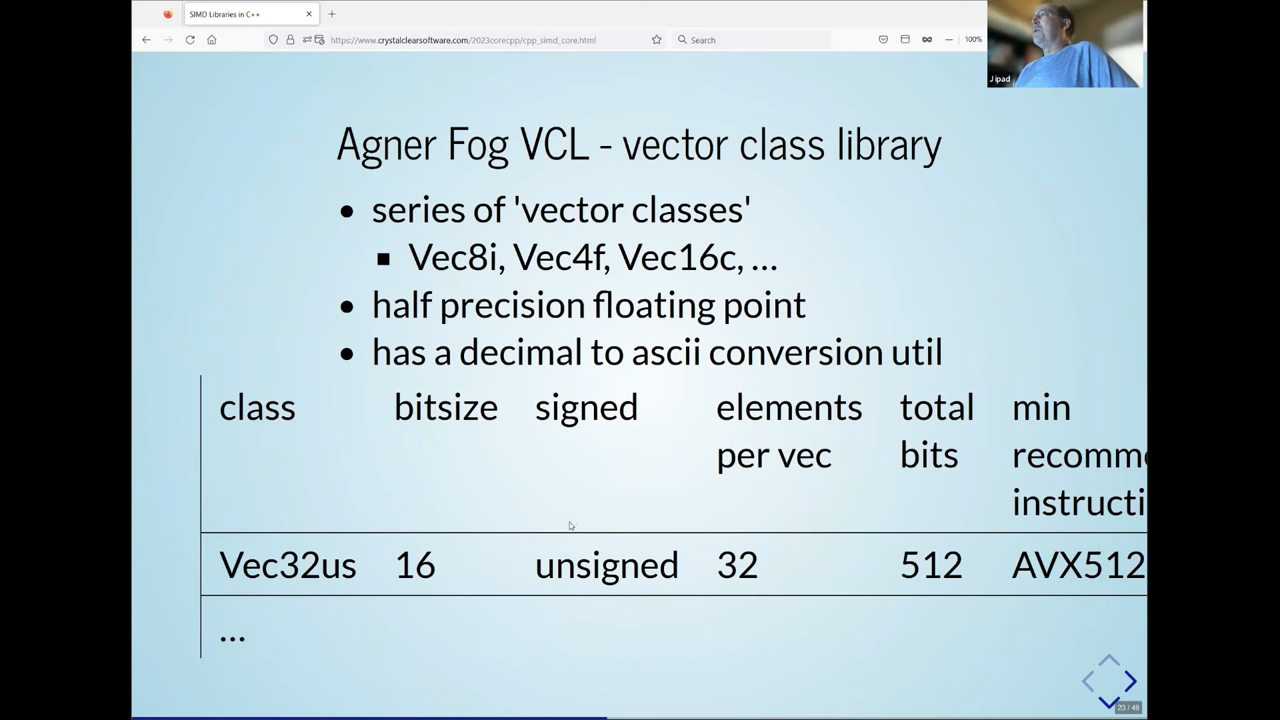 SIMD Libraries in C++
https://www.crystalclearsoftware.com/2023corecpp/cpp_simd_core.html
Search
100%
J ipad
Agner Fog VCL - vector class library
series of 'vector classes'
Vec8i, Vec4f, Vec16c, ...
half precision floating point
has a decimal to ascii conversion util
class bitsize signed elements total min
per vec bits recomme
instructi
Vec32us 16 unsigned 32 512 AVX512
...
23 / 48